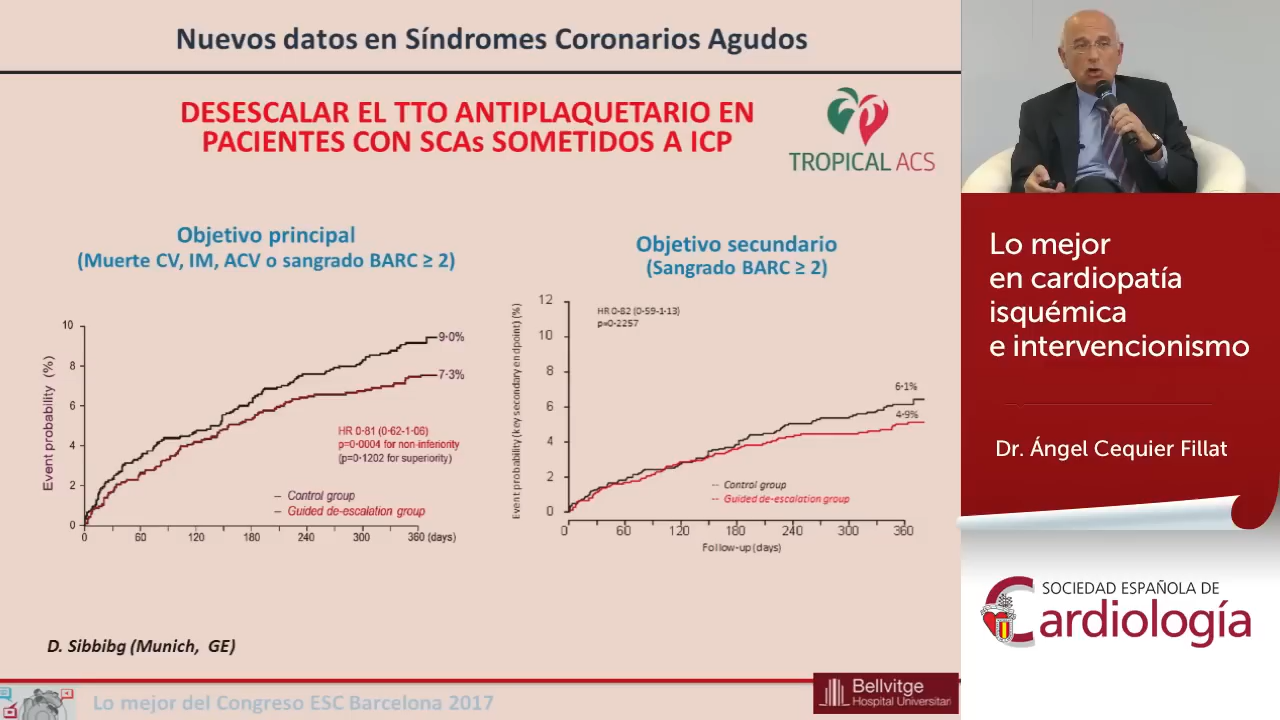 Nuevos datos en Síndromes Coronarios Agudos
DESESCALAR EL TTO ANTIPLAQUETARIO EN
PACIENTES CON SCAs SOMETIDOS A ICP
TROPICAL ACS
Objetivo principal
(Muerte CV, IM, ACV o sangrado BARC ≥ 2)
10
8
6
4
2
0
Event probability (%)
9·0%
7·3%
HR 0·81 (0·62-1·06)
p=0·0004 for non-inferiority
(p=0·1202 for superiority)
– Control group
– Guided de-escalation group
0 60 120 180 240 300 360 (days)
Objetivo secundario
(Sangrado BARC ≥ 2)
12
10
8
6
4
2
0
Event probability (key secondary endpoint) (%)
HR 0·82 (0·59-1·13)
p=0·2257
6·1%
4·9%
-- Control group
-- Guided de-escalation group
0 60 120 180 240 300 360
Follow-up (days)
D. Sibbibg (Munich, GE)
Lo mejor del Congreso ESC Barcelona 2017
Bellvitge
Hospital Universitari
Lo mejor
en cardiopatía
isquémica
e intervencionismo
Dr. Ángel Cequier Fillat
SOCIEDAD ESPAÑOLA DE
Cardiología